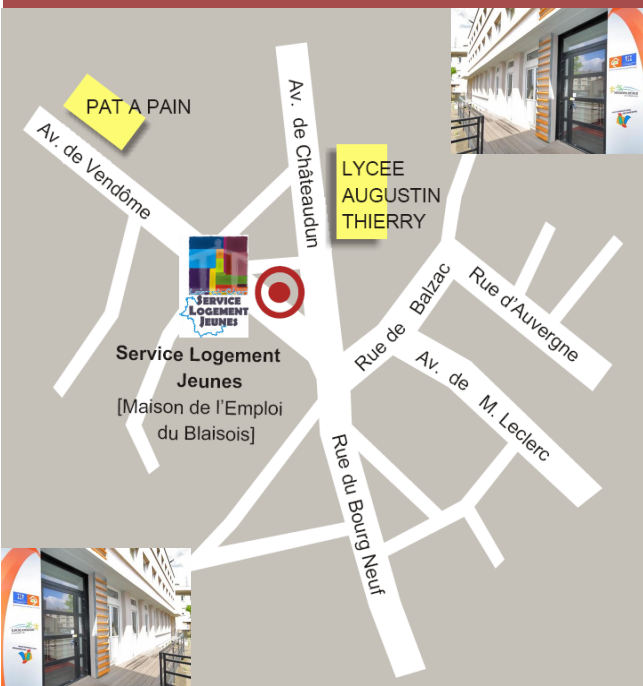 PAT A PAIN
Av. de Vendôme
Av. de Châteaudun
LYCEE
AUGUSTIN
THIERRY
SERVICE
LOGEMENT
JEUNES
Service Logement
Jeunes
[Maison de l'Emploi
du Blaisois]
Rue de Balzac
Rue d'Auvergne
Av. de M. Leclerc
Rue du Bourg Neuf